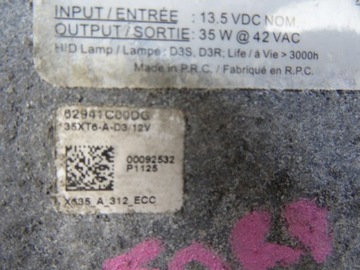 INPUT / ENTRÉE : 13.5 VDC NOM
OUTPUT / SORTIE: 35 W @ 42 VAC
HID Lamp / Lampe : D3S, D3R; Life / à Vie > 3000h
Made in P.R.C. / Fabriqué en R.P.C.
62941C00DG
35XT6-A-D3/12V
00092532
P1125
X635_A_312_ECC